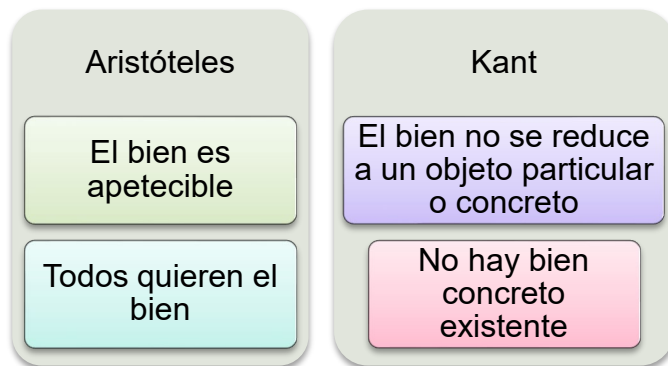 Aristóteles
El bien es
apetecible
Todos quieren el
bien
Kant
El bien no se reduce
a un objeto particular
o concreto
No hay bien
concreto
existente